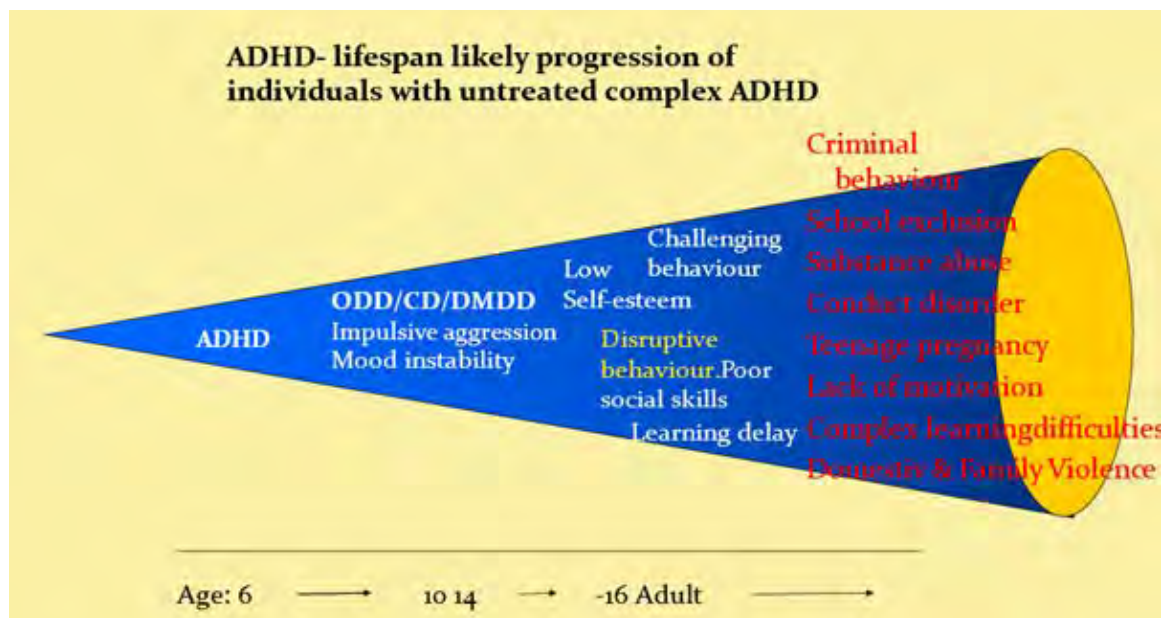 ADHD- lifespan likely progression of
individuals with untreated complex ADHD
ADHD
ODD/CD/DMDD
Impulsive aggression
Mood instability
Low
Self-esteem
Challenging
behaviour
Disruptive
behaviour.Poor
social skills
Learning delay
Criminal
behaviour
School exclusion
Substance abuse
Conduct disorder
Teenage pregnancy
Lack of motivation
Complex learningdifficulties
Domestiv & Family Violence
Age: 6 10 14 -16 Adult